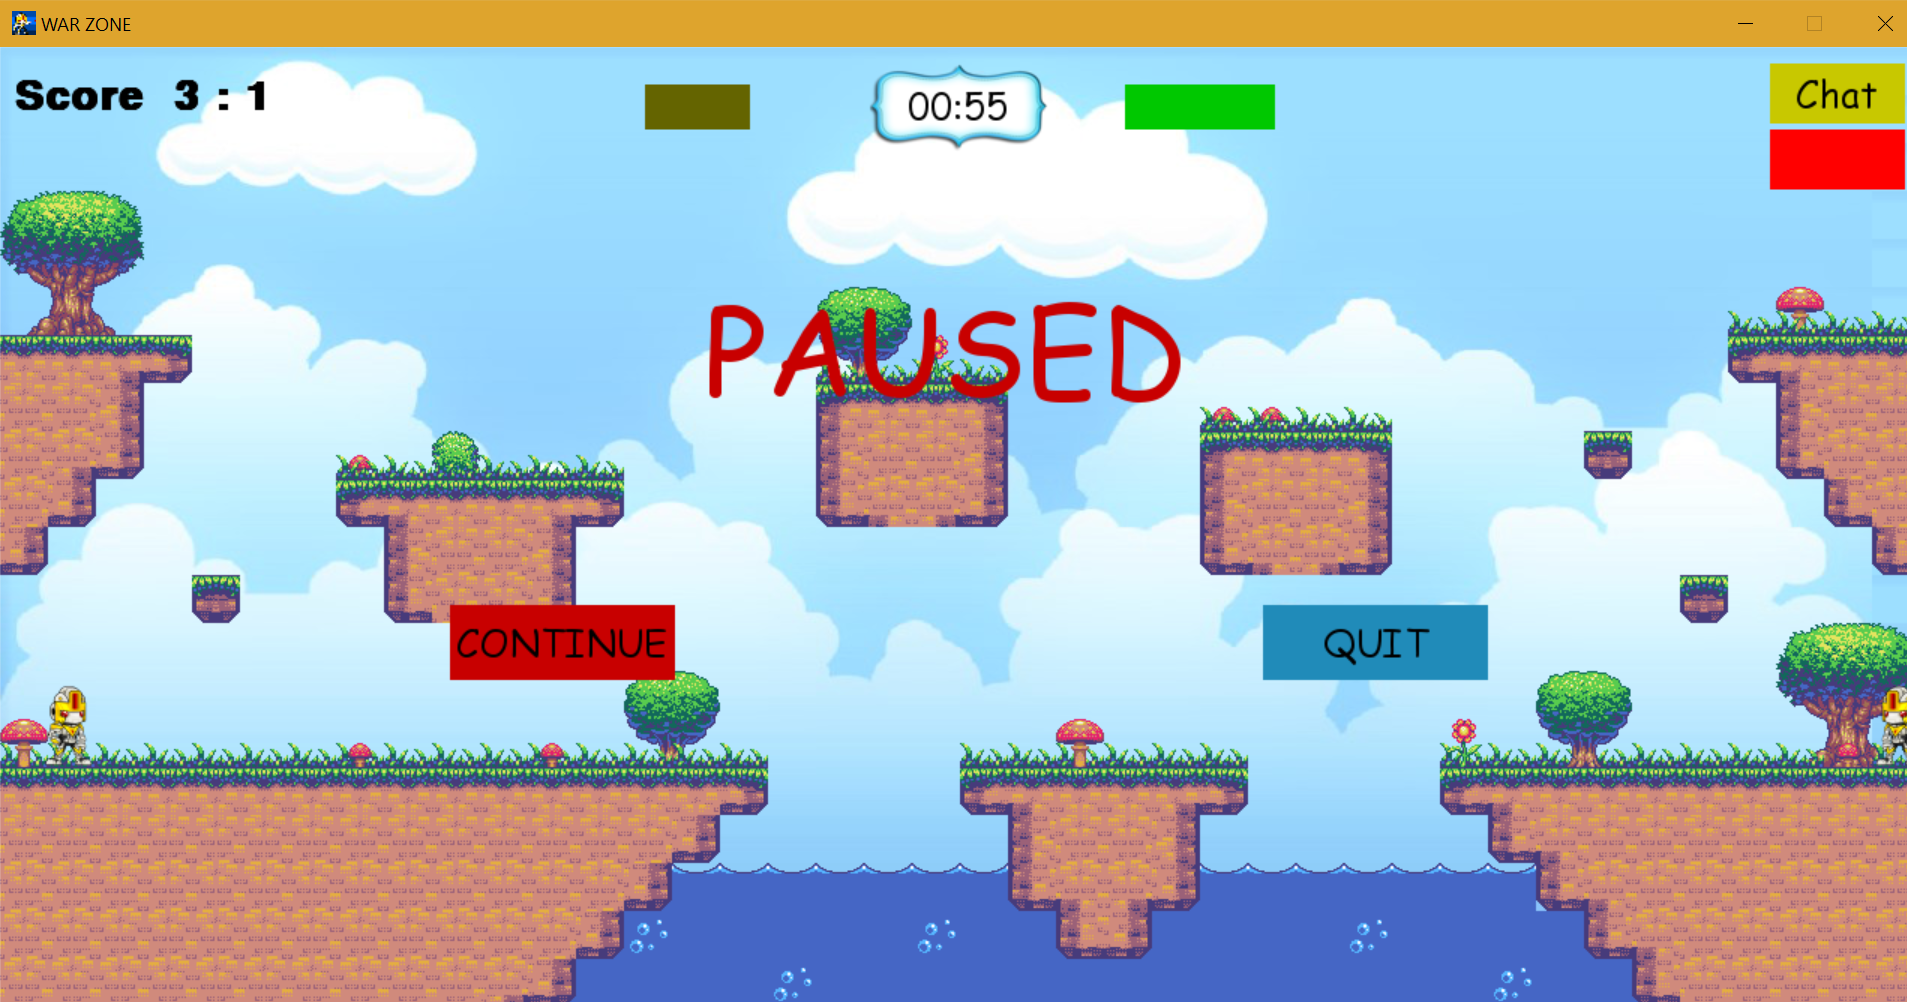 WAR ZONE
Score 3 : 1
00:55
Chat
PAUSED
CONTINUE
QUIT